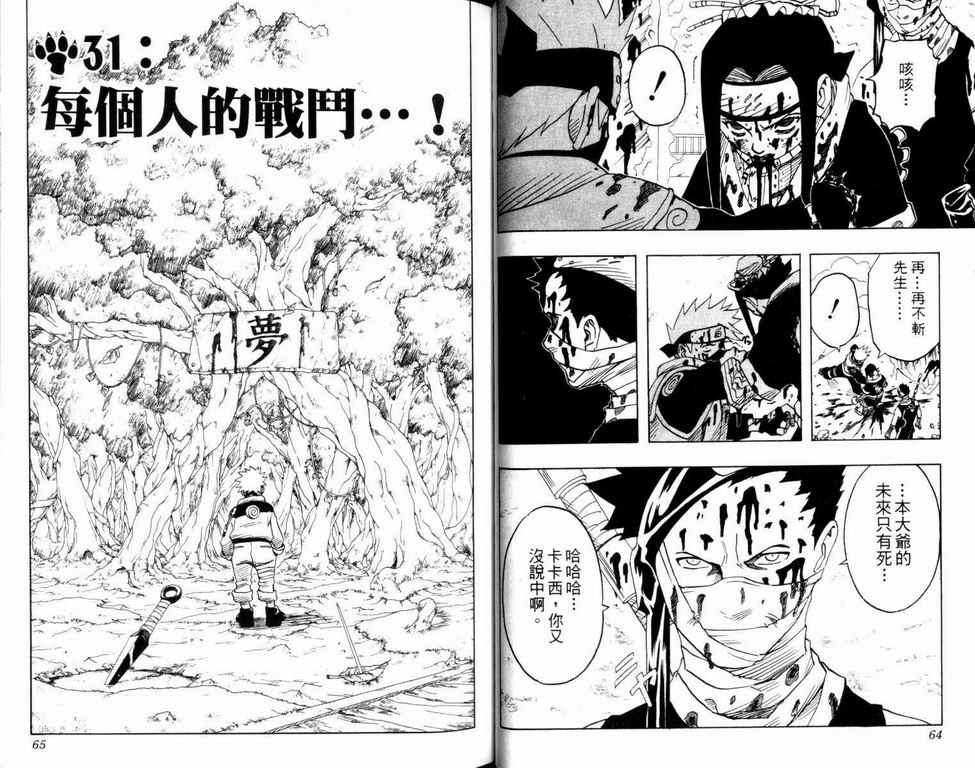 咳咳…
！
再…再不斬
先生……
！
…本大爺的
未來只有死…
哈哈哈…
卡卡西，你又
沒說中啊。
64
31：
每個人的戰鬥…！
夢
65